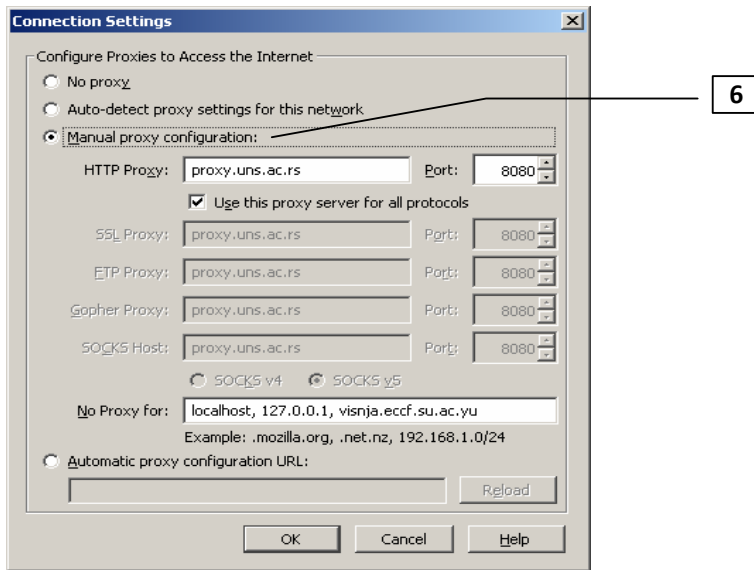 Connection Settings
Configure Proxies to Access the Internet
No proxy
Auto-detect proxy settings for this network
6
Manual proxy configuration:
HTTP Proxy: proxy.uns.ac.rs Port: 8080
Use this proxy server for all protocols
SSL Proxy: proxy.uns.ac.rs Port: 8080
FTP Proxy: proxy.uns.ac.rs Port: 8080
Gopher Proxy: proxy.uns.ac.rs Port: 8080
SOCKS Host: proxy.uns.ac.rs Port: 8080
SOCKS v4 SOCKS v5
No Proxy for: localhost, 127.0.0.1, visnja.eccf.su.ac.yu
Example: .mozilla.org, .net.nz, 192.168.1.0/24
Automatic proxy configuration URL:
Reload
OK Cancel Help